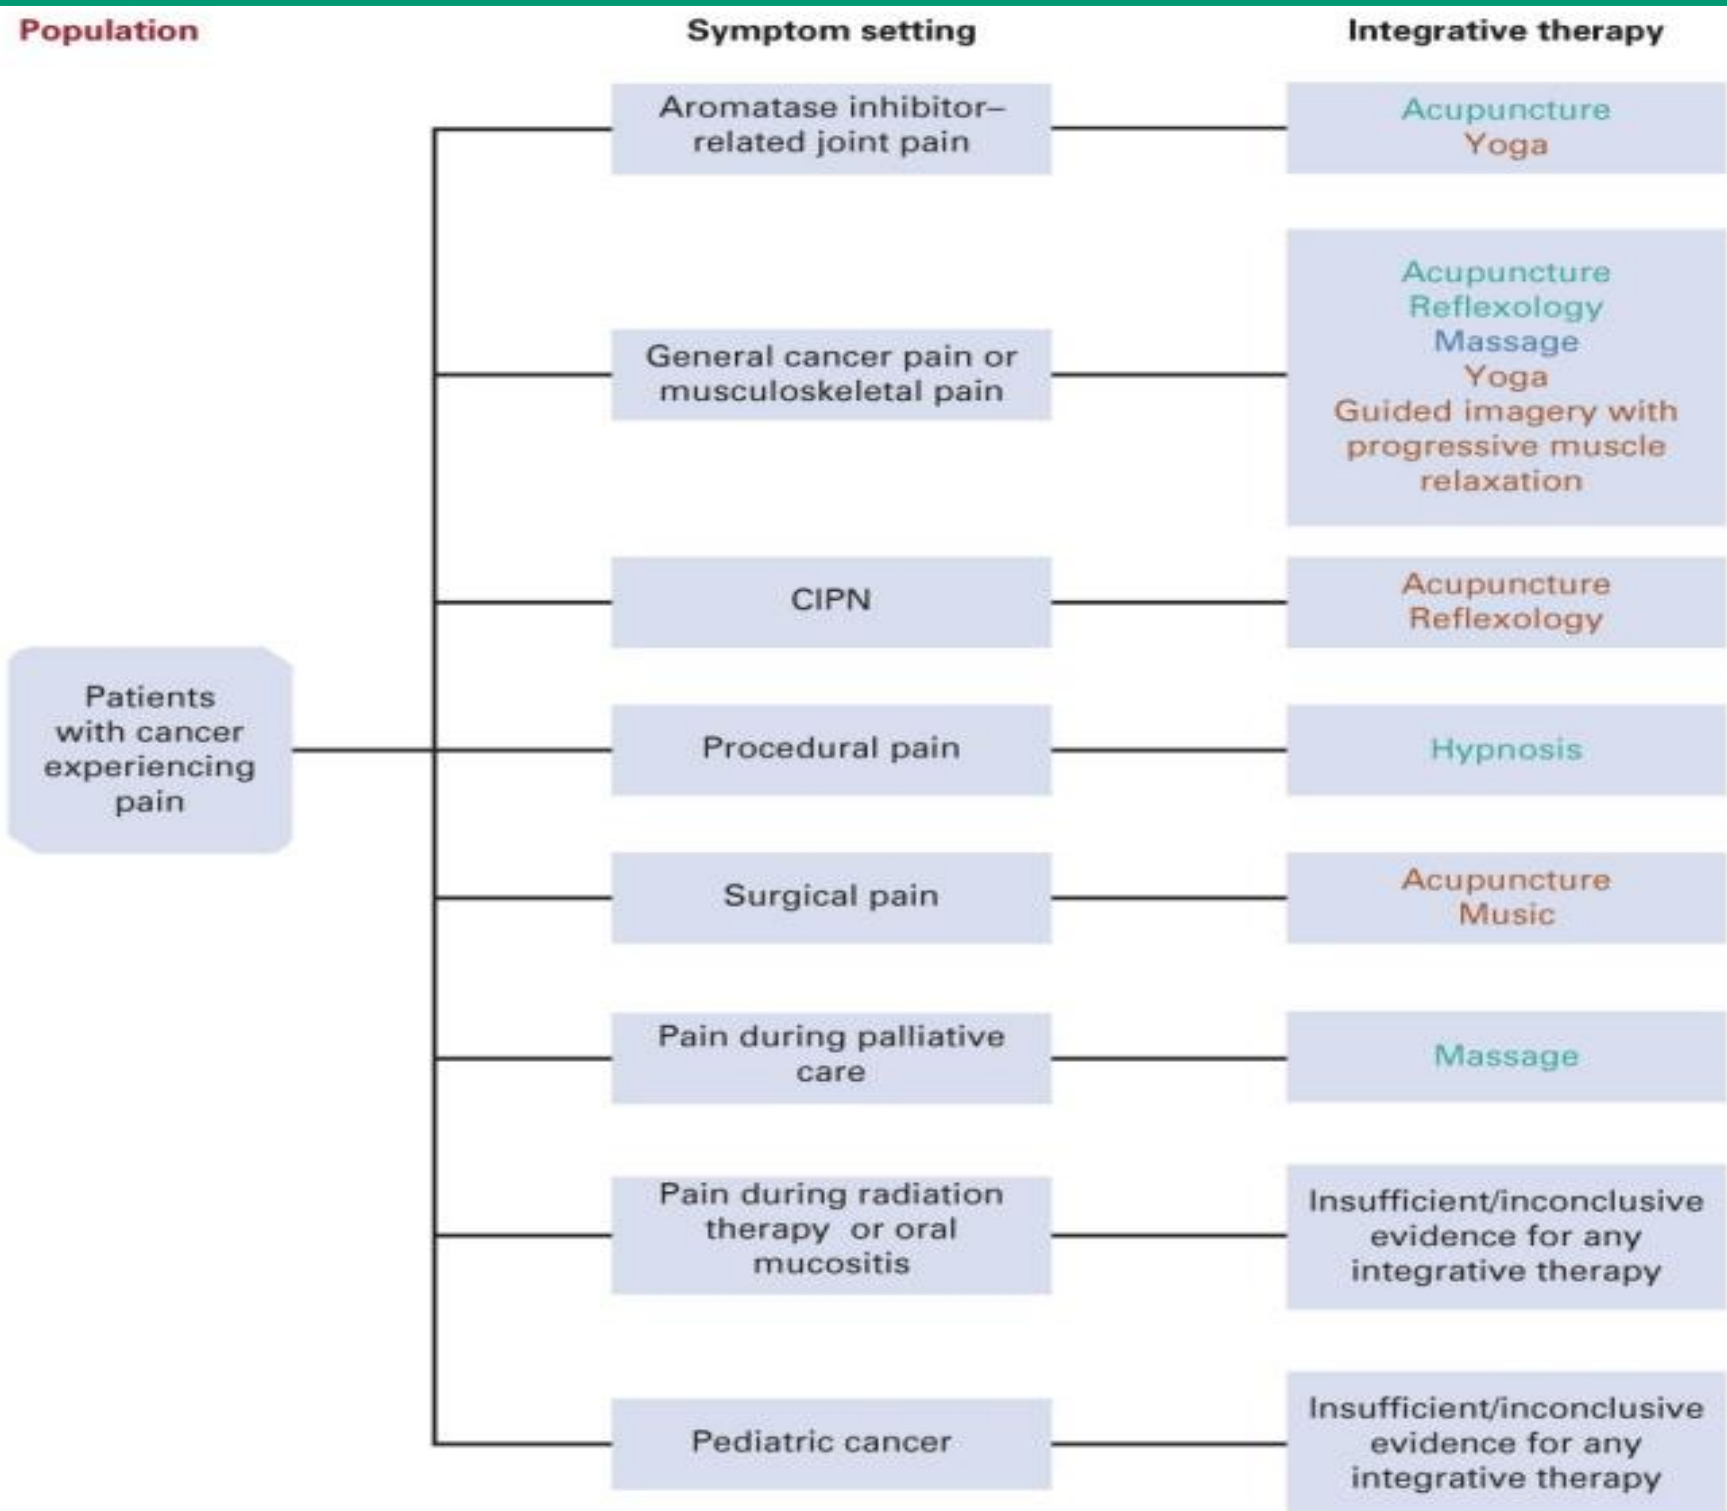 Population
Symptom setting
Integrative therapy
Aromatase inhibitor–
related joint pain
Acupuncture
Yoga
General cancer pain or
musculoskeletal pain
Acupuncture
Reflexology
Massage
Yoga
Guided imagery with
progressive muscle
relaxation
CIPN
Acupuncture
Reflexology
Patients
with cancer
experiencing
pain
Procedural pain
Hypnosis
Surgical pain
Acupuncture
Music
Pain during palliative
care
Massage
Pain during radiation
therapy or oral
mucositis
Insufficient/inconclusive
evidence for any
integrative therapy
Pediatric cancer
Insufficient/inconclusive
evidence for any
integrative therapy